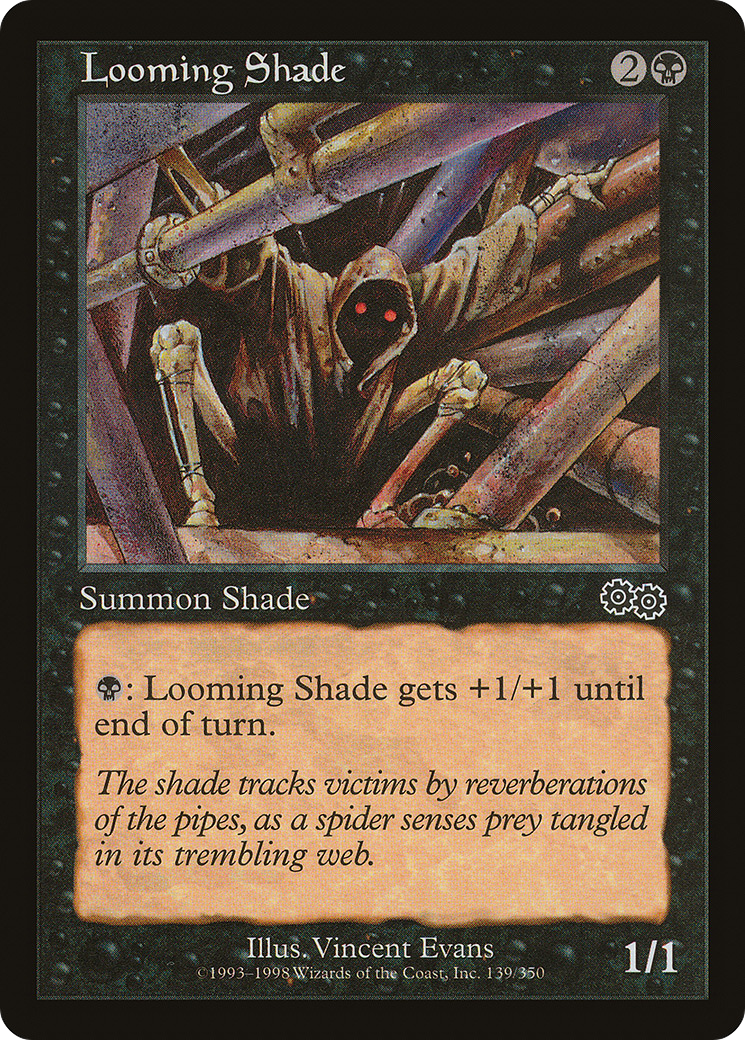 Looming Shade 2
Summon Shade
: Looming Shade gets +1/+1 until
end of turn.
The shade tracks victims by reverberations
of the pipes, as a spider senses prey tangled
in its trembling web.
Illus. Vincent Evans
©1993–1998 Wizards of the Coast, Inc. 139/350
1/1